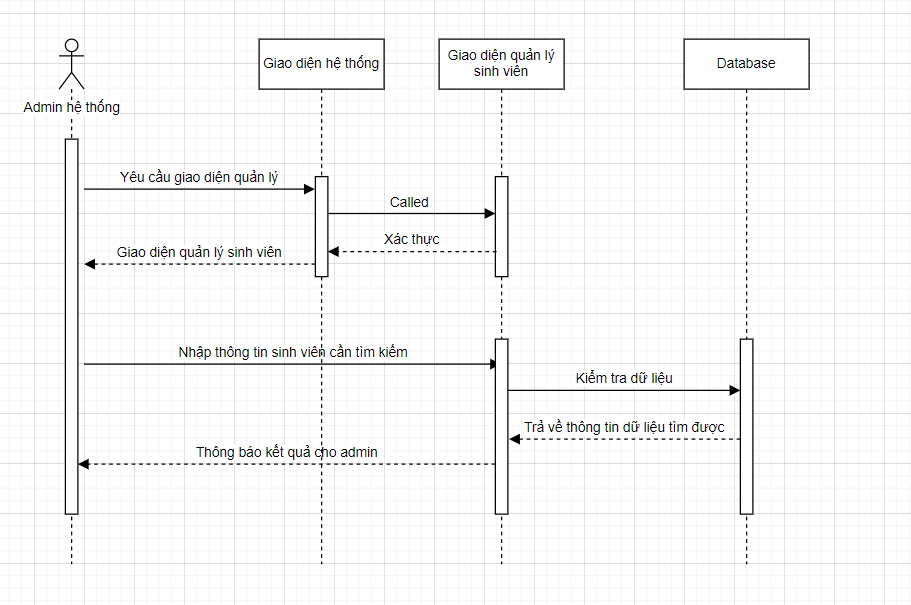 Admin hệ thống
Giao diện hệ thống
Giao diện quản lý
sinh viên
Database
Yêu cầu giao diện quản lý
Called
Xác thực
Giao diện quản lý sinh viên
Nhập thông tin sinh viên cần tìm kiếm
Kiểm tra dữ liệu
Trả về thông tin dữ liệu tìm được
Thông báo kết quả cho admin